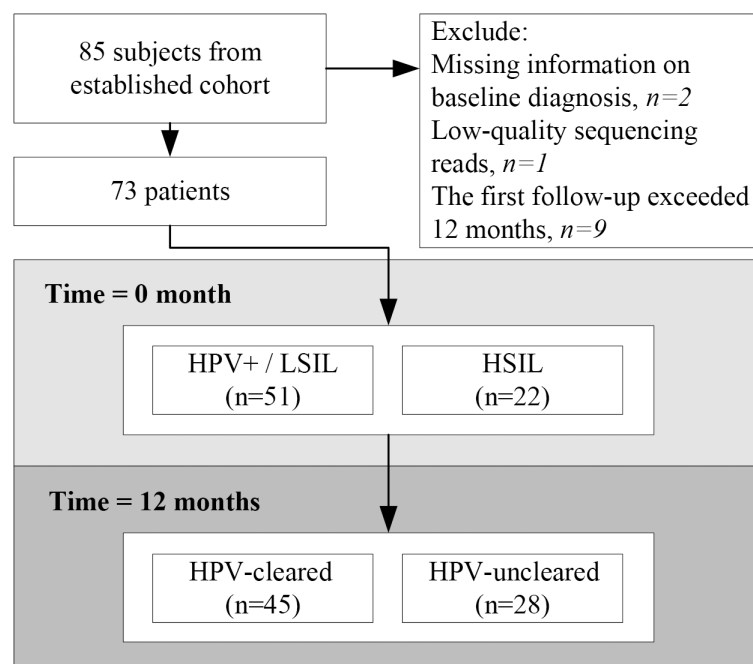 85 subjects from
established cohort
Exclude:
Missing information on
baseline diagnosis, n=2
Low-quality sequencing
reads, n=1
The first follow-up exceeded
12 months, n=9
73 patients
Time = 0 month
HPV+ / LSIL
(n=51)
HSIL
(n=22)
Time = 12 months
HPV-cleared
(n=45)
HPV-uncleared
(n=28)